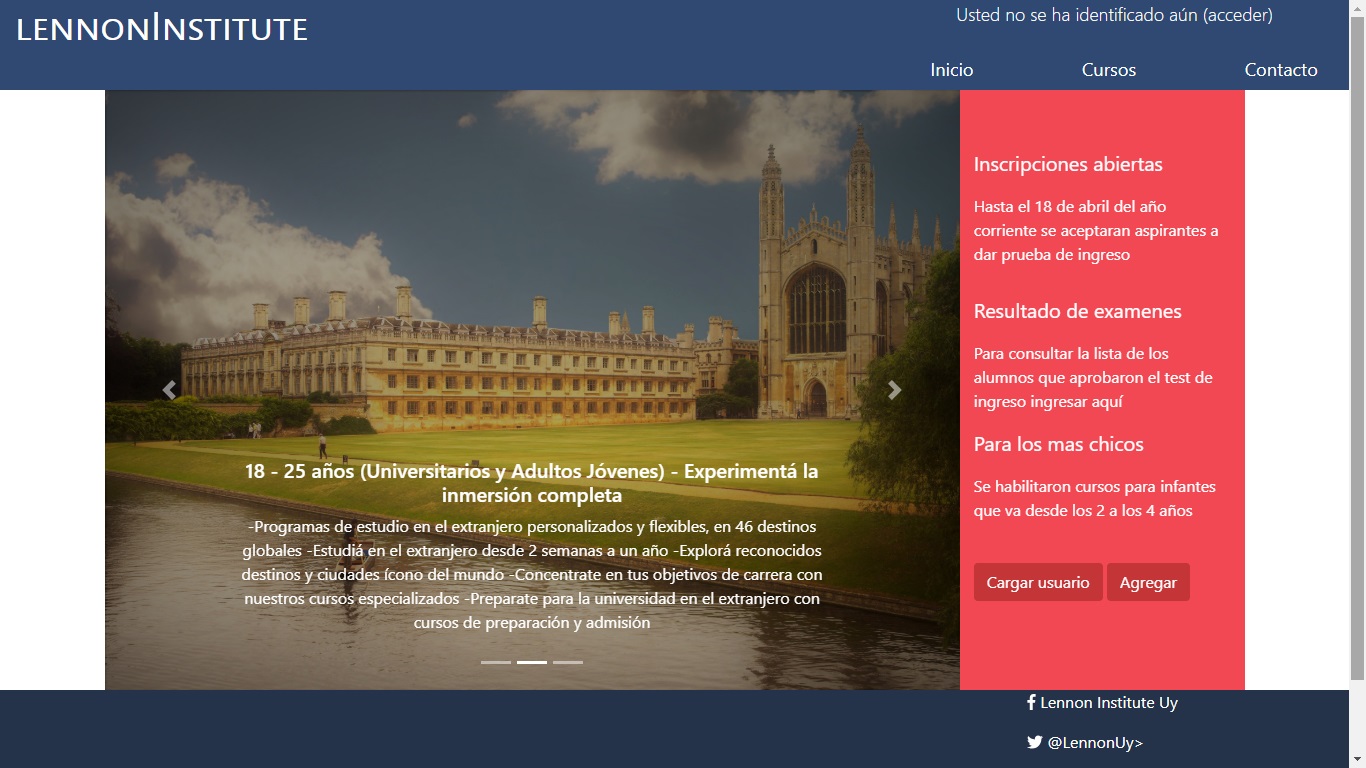 LENNONINSTITUTE
Usted no se ha identificado aún (acceder)
Inicio
Cursos
Contacto
18 - 25 años (Universitarios y Adultos Jóvenes) - Experimentá la
inmersión completa
-Programas de estudio en el extranjero personalizados y flexibles, en 46 destinos
globales -Estudiá en el extranjero desde 2 semanas a un año -Explorá reconocidos
destinos y ciudades ícono del mundo -Concentrate en tus objetivos de carrera con
nuestros cursos especializados -Preparate para la universidad en el extranjero con
cursos de preparación y admisión
Inscripciones abiertas
Hasta el 18 de abril del año
corriente se aceptaran aspirantes a
dar prueba de ingreso
Resultado de examenes
Para consultar la lista de los
alumnos que aprobaron el test de
ingreso ingresar aquí
Para los mas chicos
Se habilitaron cursos para infantes
que va desde los 2 a los 4 años
Cargar usuario
Agregar
Lennon Institute Uy
@LennonUy>